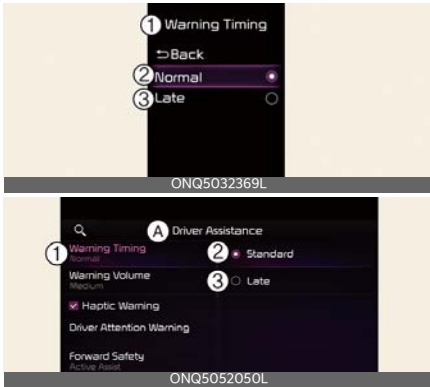 ① Warning Timing
⮌Back
② Normal
③ Late
ONQ5032369L
Ⓐ Driver Assistance
① Warning Timing
Normal
② Standard
Warning Volume
Medium
③ Late
Haptic Warning
Driver Attention Warning
Forward Safety
Active Assist
ONQ5052050L